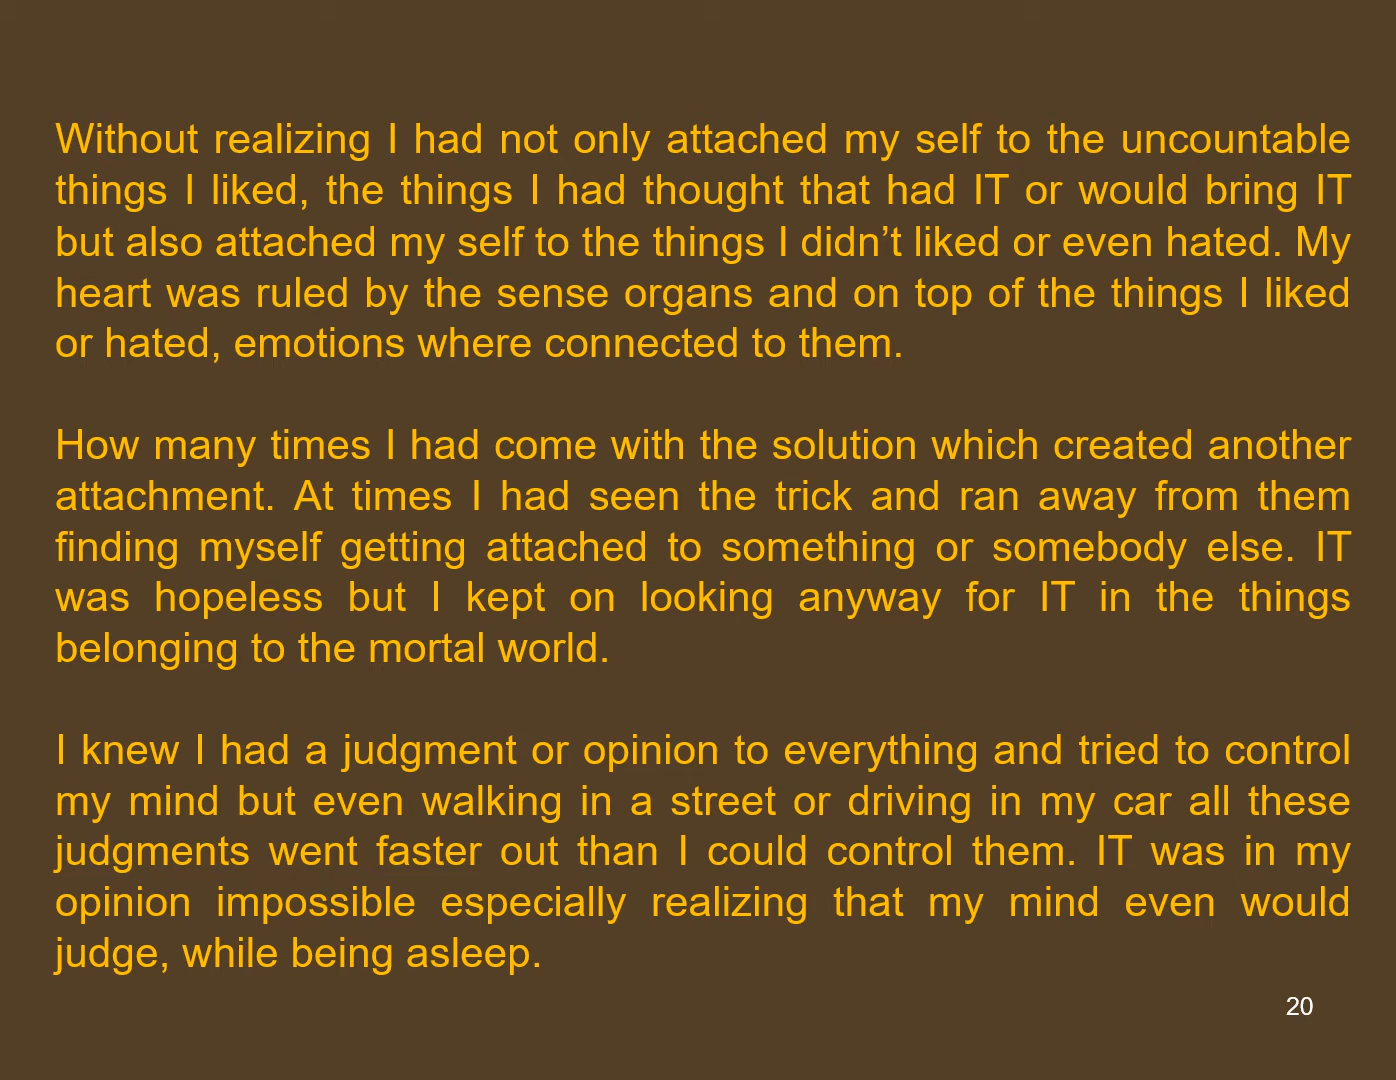 Without realizing I had not only attached my self to the uncountable
things I liked, the things I had thought that had IT or would bring IT
but also attached my self to the things I didn’t liked or even hated. My
heart was ruled by the sense organs and on top of the things I liked
or hated, emotions where connected to them.
How many times I had come with the solution which created another
attachment. At times I had seen the trick and ran away from them
finding myself getting attached to something or somebody else. IT
was hopeless but I kept on looking anyway for IT in the things
belonging to the mortal world.
I knew I had a judgment or opinion to everything and tried to control
my mind but even walking in a street or driving in my car all these
judgments went faster out than I could control them. IT was in my
opinion impossible especially realizing that my mind even would
judge, while being asleep.
20